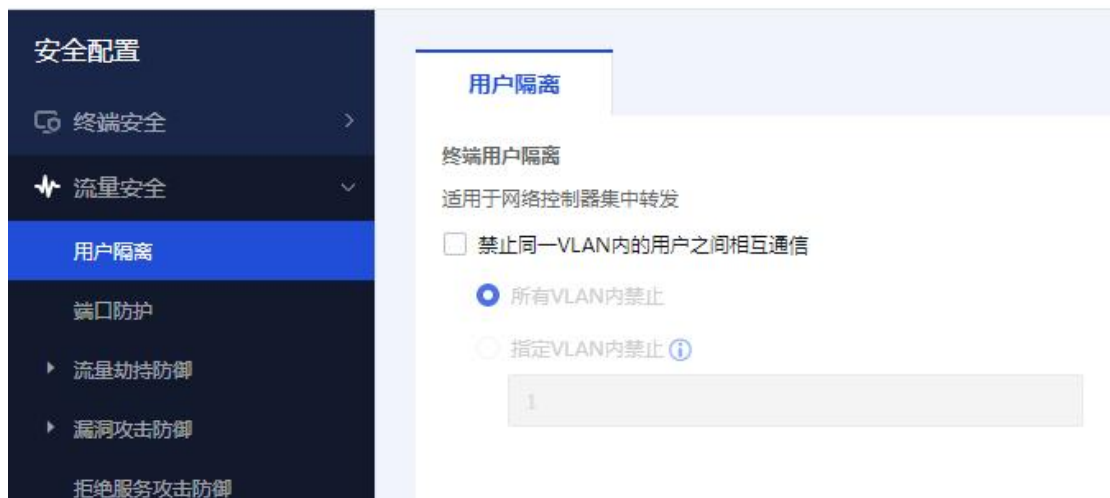 安全配置
终端安全
流量安全
用户隔离
端口防护
流量劫持防御
漏洞攻击防御
拒绝服务攻击防御
用户隔离
终端用户隔离
适用于网络控制器集中转发
禁止同一VLAN内的用户之间相互通信
所有VLAN内禁止
指定VLAN内禁止
1